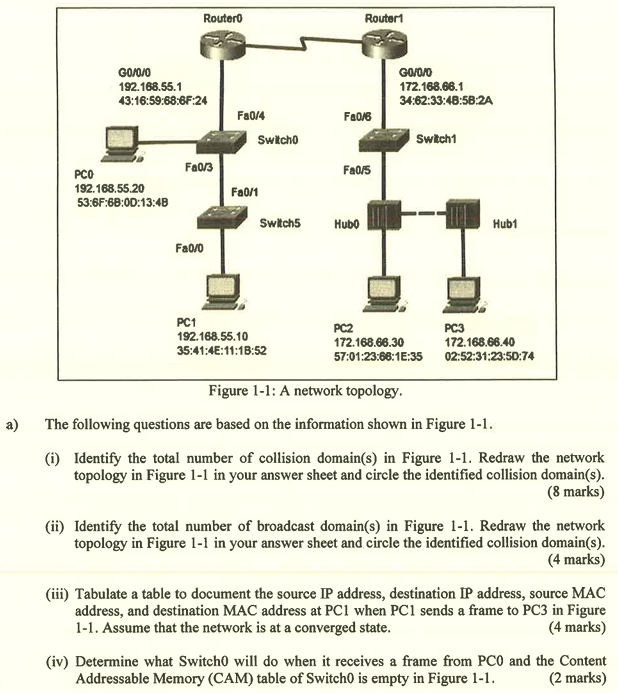 Router0
Router1
G0/0/0
192.168.55.1
43:16:59:68:6F:24
G0/0/0
172.168.66.1
34:62:33:4B:5B:2A
Fa0/4
Fa0/6
Switch0
Switch1
PC0
192.168.55.20
53:6F:6B:0D:13:4B
Fa0/3
Fa0/5
Fa0/1
Switch5
Hub0
Hub1
Fa0/0
PC1
192.168.55.10
35:41:4E:11:1B:52
PC2
172.168.66.30
57:01:23:66:1E:35
PC3
172.168.66.40
02:52:31:23:5D:74
Figure 1-1: A network topology.
a) The following questions are based on the information shown in Figure 1-1.
(i) Identify the total number of collision domain(s) in Figure 1-1. Redraw the network
topology in Figure 1-1 in your answer sheet and circle the identified collision domain(s).
(8 marks)
(ii) Identify the total number of broadcast domain(s) in Figure 1-1. Redraw the network
topology in Figure 1-1 in your answer sheet and circle the identified collision domain(s).
(4 marks)
(iii) Tabulate a table to document the source IP address, destination IP address, source MAC
address, and destination MAC address at PC1 when PC1 sends a frame to PC3 in Figure
1-1. Assume that the network is at a converged state. (4 marks)
(iv) Determine what Switch0 will do when it receives a frame from PC0 and the Content
Addressable Memory (CAM) table of Switch0 is empty in Figure 1-1. (2 marks)